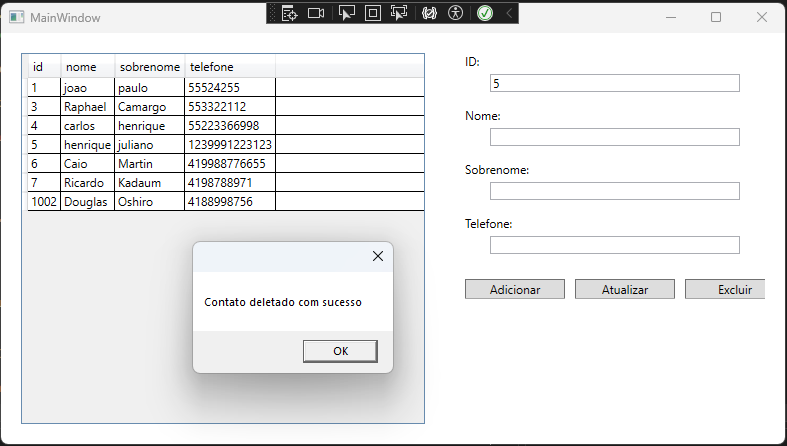 MainWindow
id nome sobrenome telefone
1 joao paulo 55524255
3 Raphael Camargo 553322112
4 carlos henrique 55223366998
5 henrique juliano 1239991223123
6 Caio Martin 419988776655
7 Ricardo Kadaum 4198788971
1002 Douglas Oshiro 4188998756
Contato deletado com sucesso
OK
ID:
5
Nome:
Sobrenome:
Telefone:
Adicionar Atualizar Excluir